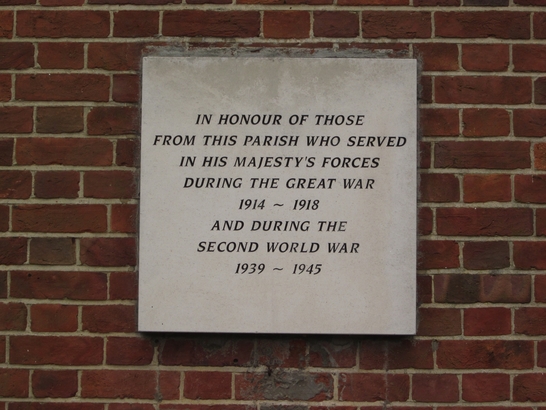 IN HONOUR OF THOSE
FROM THIS PARISH WHO SERVED
IN HIS MAJESTY'S FORCES
DURING THE GREAT WAR
1914 ~ 1918
AND DURING THE
SECOND WORLD WAR
1939 ~ 1945